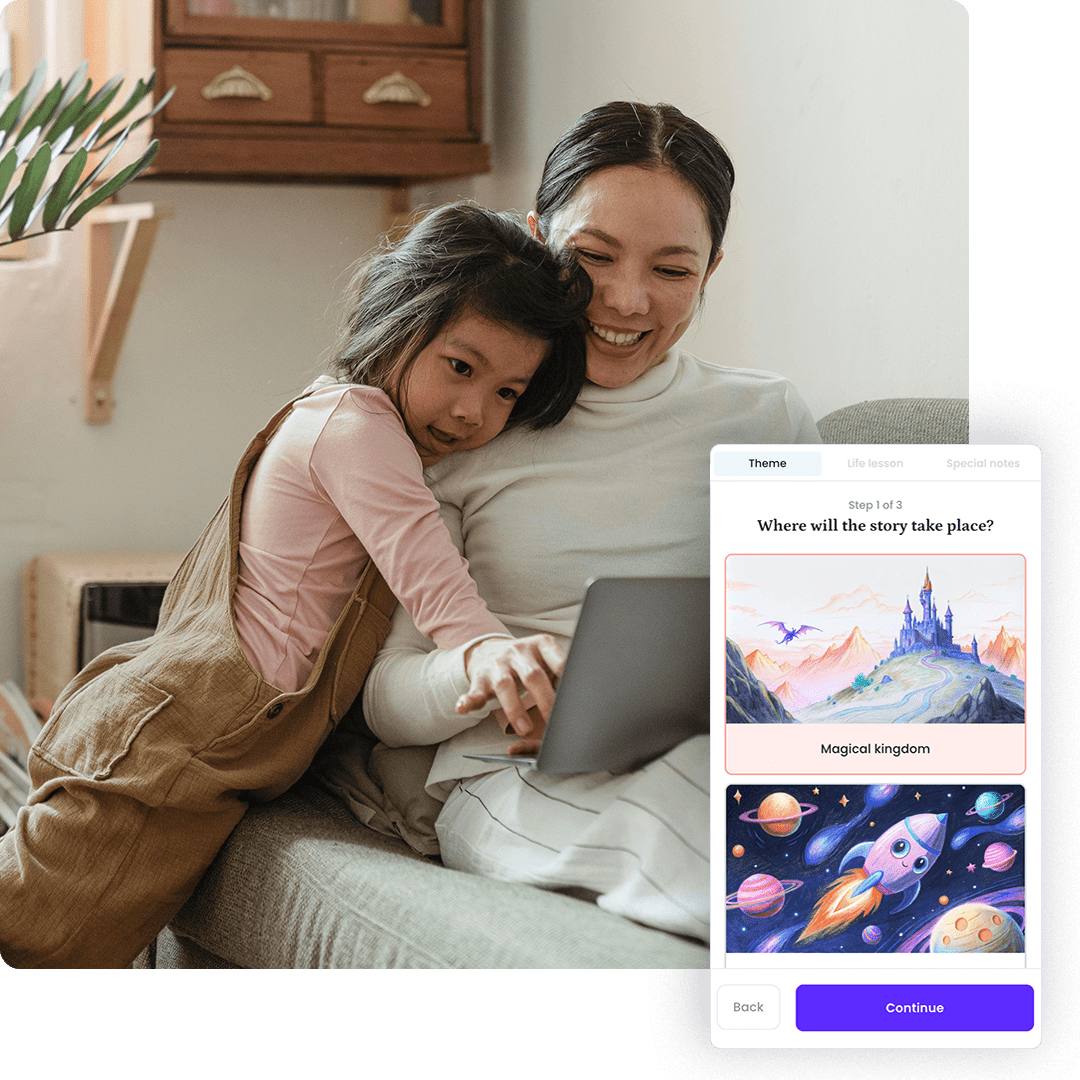 Theme
Life lesson
Special notes
Step 1 of 3
Where will the story take place?
Magical kingdom
Back
Continue